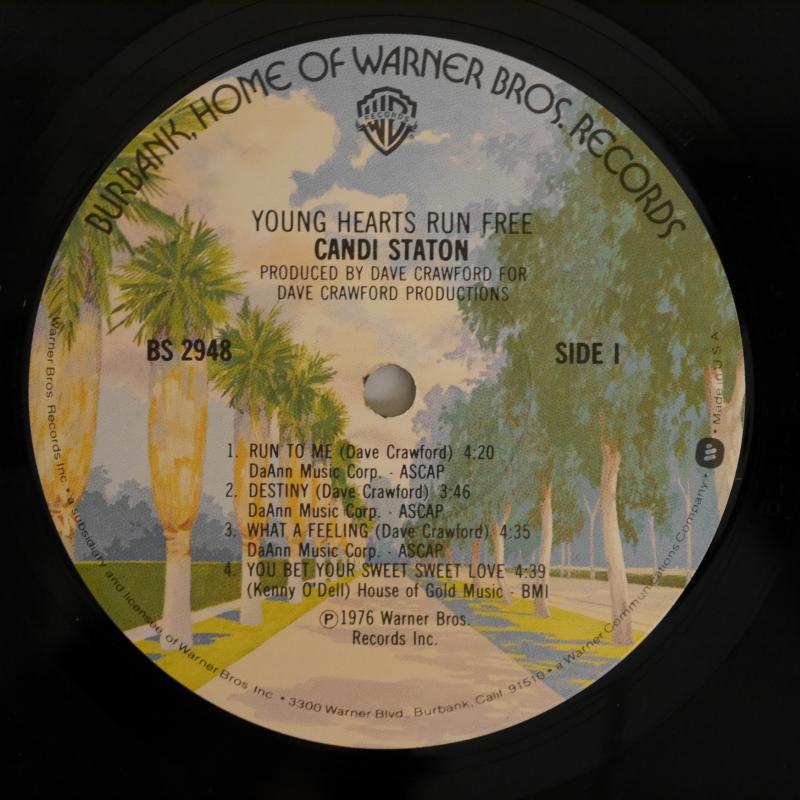 BURBANK, HOME OF WARNER BROS. RECORDS
WB
RECORDS
YOUNG HEARTS RUN FREE
CANDI STATON
PRODUCED BY DAVE CRAWFORD FOR
DAVE CRAWFORD PRODUCTIONS
BS 2948
SIDE I
1. RUN TO ME (Dave Crawford) 4:20
DaAnn Music Corp. - ASCAP
2. DESTINY (Dave Crawford) 3:46
DaAnn Music Corp. - ASCAP
3. WHAT A FEELING (Dave Crawford) 4:35
DaAnn Music Corp. - ASCAP
4. YOU BET YOUR SWEET SWEET LOVE 4:39
(Kenny O'Dell) House of Gold Music - BMI
Ⓟ1976 Warner Bros.
Records Inc.
Warner Bros. Records Inc. • a subsidiary and licensee of Warner Bros. Inc. • 3300 Warner Blvd., Burbank, Calif. 91510 • a Warner Communications Company • Made in U.S.A.